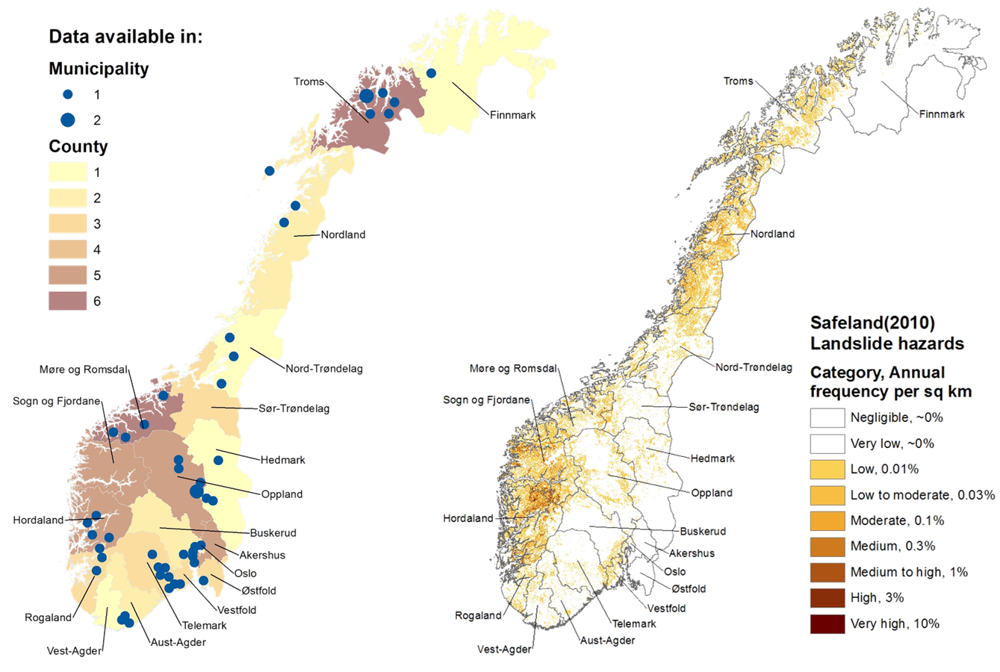 Data available in:
Municipality
1
2
County
1
2
3
4
5
6
Troms
Finnmark
Nordland
Nord-Trøndelag
Møre og Romsdal
Sogn og Fjordane
Sør-Trøndelag
Hedmark
Oppland
Hordaland
Buskerud
Akershus
Oslo
Østfold
Vestfold
Rogaland
Telemark
Aust-Agder
Vest-Agder
Troms
Finnmark
Nordland
Nord-Trøndelag
Møre og Romsdal
Sogn og Fjordane
Sør-Trøndelag
Hedmark
Oppland
Hordaland
Buskerud
Akershus
Oslo
Østfold
Vestfold
Rogaland
Telemark
Aust-Agder
Vest-Agder
Safeland(2010)
Landslide hazards
Category, Annual
frequency per sq km
Negligible, ~0%
Very low, ~0%
Low, 0.01%
Low to moderate, 0.03%
Moderate, 0.1%
Medium, 0.3%
Medium to high, 1%
High, 3%
Very high, 10%